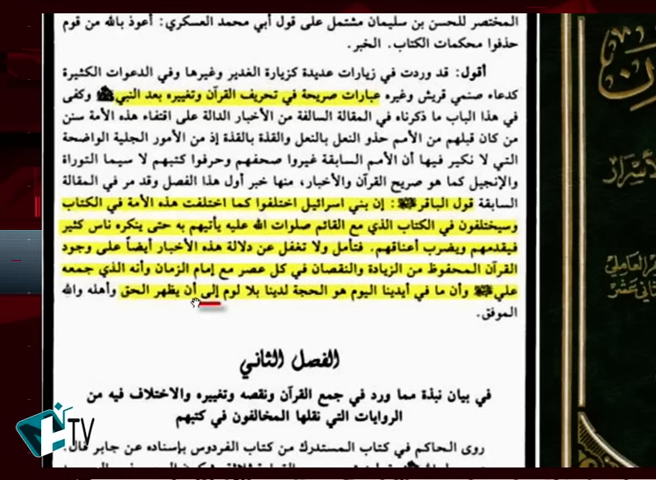 المختصر للحسن بن سليمان مشتمل على قول أبي محمد العسكري: أعوذ بالله من قوم
حذفوا محكمات الكتاب. الخبر.
أقول: قد وردت في زيارات عديدة كزيارة الغدير وغيرها وفي الدعوات الكثيرة
كدعاء صنمي قريش وغيره عبارات صريحة في تحريف القرآن وتغييره بعد النبي ﷺ وكفى
في هذا الباب ما ذكرناه في المقالة السالفة من الأخبار الدالة على اقتفاء هذه الأمة سنن
من كان قبلهم من الأمم حذو النعل بالنعل والقذة بالقذة إذ من الأمور الجلية الواضحة
التي لا نكير فيها أن الأمم السابقة غيروا صحفهم وحرفوا كتبهم لا سيما التوراة
والإنجيل كما هو صريح القرآن والأخبار، منها خبر أول هذا الفصل وقد مر في المقالة
السابقة قول الباقر: إن بني اسرائيل اختلفوا كما اختلفت هذه الأمة في الكتاب
وسيختلفون في الكتاب الذي مع القائم صلوات الله عليه يأتيهم به حتى ينكره ناس كثير
فيقدمهم ويضرب أعناقهم. فتأمل ولا تغفل عن دلالة هذه الأخبار أيضاً على وجود
القرآن المحفوظ من الزيادة والنقصان في كل عصر مع إمام الزمان وأنه الذي جمعه
علي وأن ما في أيدينا اليوم هو الحجة لدينا بلا لوم إلى أن يظهر الحق وأهله والله
الموفق.
الفصل الثاني
في بيان نبذة مما ورد في جمع القرآن ونقصه وتغييره والاختلاف فيه من
الروايات التي نقلها المخالفون في كتبهم
روى الحاكم في كتاب المستدرك من كتاب الفردوس بإسناده عن جابر قال:
TV